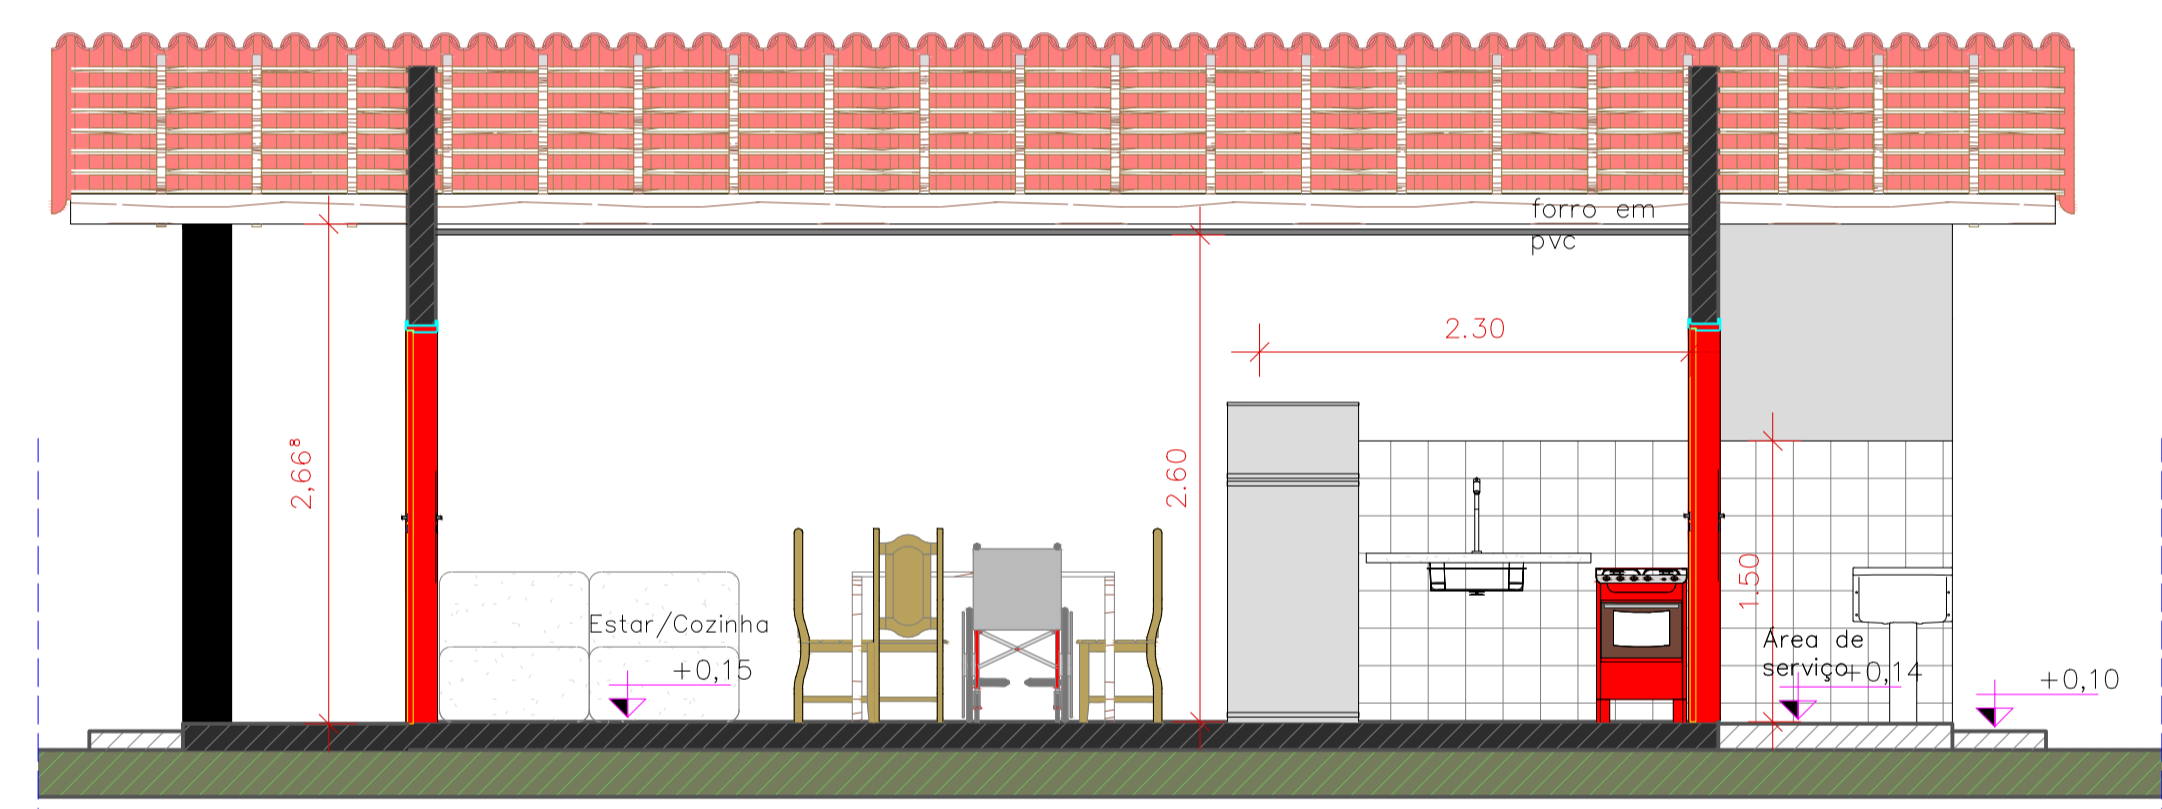 forro em
pvc
2.30
2,66⁸
2.60
1.50
Estar/Cozinha
+0,15
Área de
serviço
+0,14
+0,10